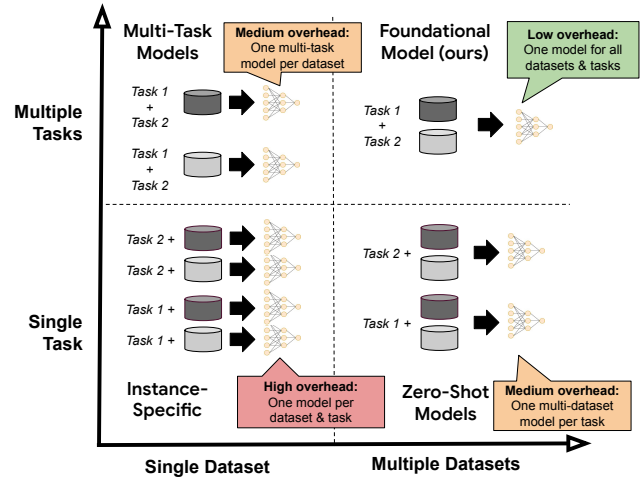 Multi-Task
Models
Medium overhead:
One multi-task
model per dataset
Foundational
Model (ours)
Low overhead:
One model for all
datasets & tasks
Multiple
Tasks
Task 1
+
Task 2
Task 1
+
Task 2
Task 1
+
Task 2
Single
Task
Task 2 +
Task 2 +
Task 1 +
Task 1 +
Task 2 +
Task 1 +
Instance-
Specific
High overhead:
One model per
dataset & task
Zero-Shot
Models
Medium overhead:
One multi-dataset
model per task
Single Dataset
Multiple Datasets